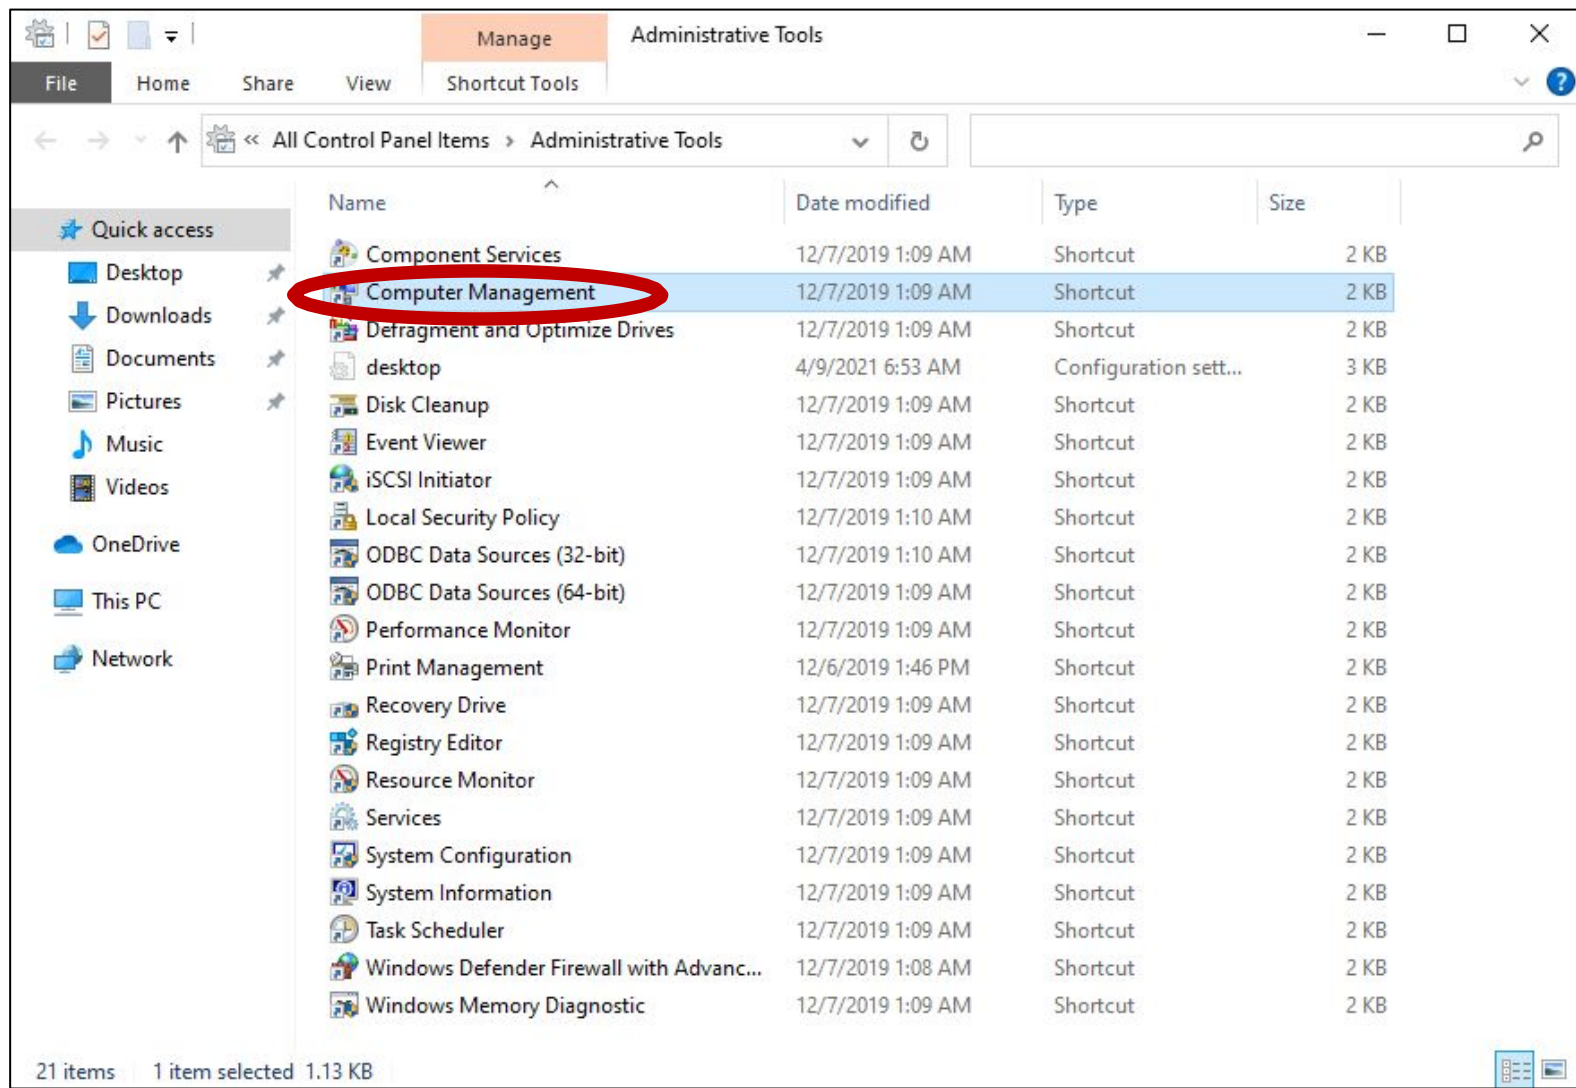 Manage
Administrative Tools
File Home Share View Shortcut Tools
?
« All Control Panel Items > Administrative Tools
Name Date modified Type Size
Quick access
Desktop
Downloads
Documents
Pictures
Music
Videos
OneDrive
This PC
Network
Component Services 12/7/2019 1:09 AM Shortcut 2 KB
Computer Management 12/7/2019 1:09 AM Shortcut 2 KB
Defragment and Optimize Drives 12/7/2019 1:09 AM Shortcut 2 KB
desktop 4/9/2021 6:53 AM Configuration sett... 3 KB
Disk Cleanup 12/7/2019 1:09 AM Shortcut 2 KB
Event Viewer 12/7/2019 1:09 AM Shortcut 2 KB
iSCSI Initiator 12/7/2019 1:09 AM Shortcut 2 KB
Local Security Policy 12/7/2019 1:10 AM Shortcut 2 KB
ODBC Data Sources (32-bit) 12/7/2019 1:10 AM Shortcut 2 KB
ODBC Data Sources (64-bit) 12/7/2019 1:09 AM Shortcut 2 KB
Performance Monitor 12/7/2019 1:09 AM Shortcut 2 KB
Print Management 12/6/2019 1:46 PM Shortcut 2 KB
Recovery Drive 12/7/2019 1:09 AM Shortcut 2 KB
Registry Editor 12/7/2019 1:09 AM Shortcut 2 KB
Resource Monitor 12/7/2019 1:09 AM Shortcut 2 KB
Services 12/7/2019 1:09 AM Shortcut 2 KB
System Configuration 12/7/2019 1:09 AM Shortcut 2 KB
System Information 12/7/2019 1:09 AM Shortcut 2 KB
Task Scheduler 12/7/2019 1:09 AM Shortcut 2 KB
Windows Defender Firewall with Advanc... 12/7/2019 1:08 AM Shortcut 2 KB
Windows Memory Diagnostic 12/7/2019 1:09 AM Shortcut 2 KB
21 items 1 item selected 1.13 KB